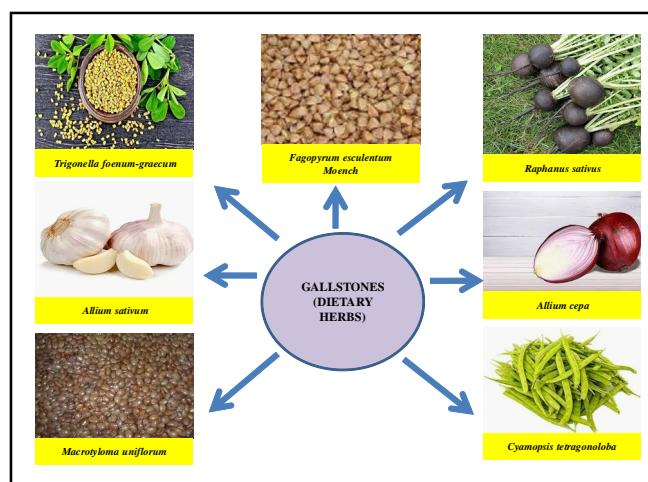 Trigonella foenum-graecum
Fagopyrum esculentum
Moench
Raphanus sativus
Allium sativum
GALLSTONES
(DIETARY
HERBS)
Allium cepa
Macrotyloma uniflorum
Cyamopsis tetragonoloba